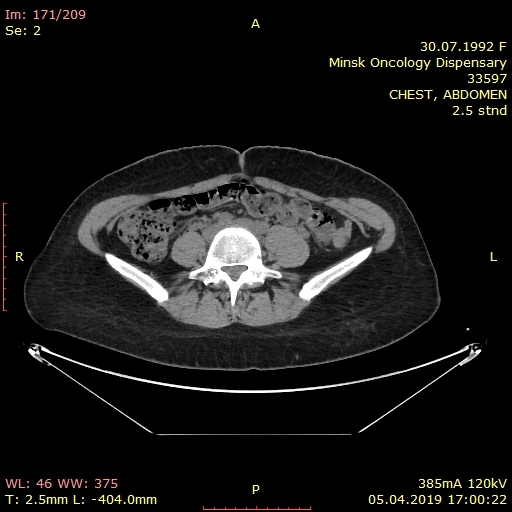 Im: 171/209
Se: 2
A
30.07.1992 F
Minsk Oncology Dispensary
33597
CHEST, ABDOMEN
2.5 stnd
R
L
WL: 46 WW: 375
T: 2.5mm L: -404.0mm
P
385mA 120kV
05.04.2019 17:00:22